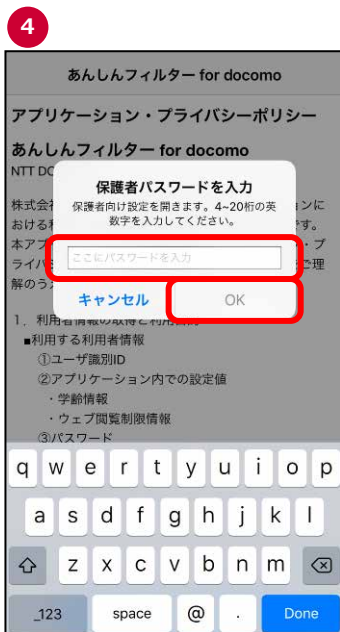 4
あんしんフィルター for docomo
アプリケーション・プライバシーポリシー
あんしんフィルター for docomo
NTT DO
保護者パスワードを入力
株式会
保護者向け設定を開きます。4~20桁の英
ョンに
おける
数字を入力してください。
す。
本アプ
・プ
ライバ
ここにパスワードを入力
ご理
解のうえ
キャンセル
OK
1．利用者情報の取得と利用目的
■利用する利用者情報
①ユーザ識別ID
②アプリケーション内での設定値
・学齢情報
・ウェブ閲覧制限情報
③パスワード
q w e r t y u i o p
a s d f g h j k l
z x c v b n m
_123 space @ . Done